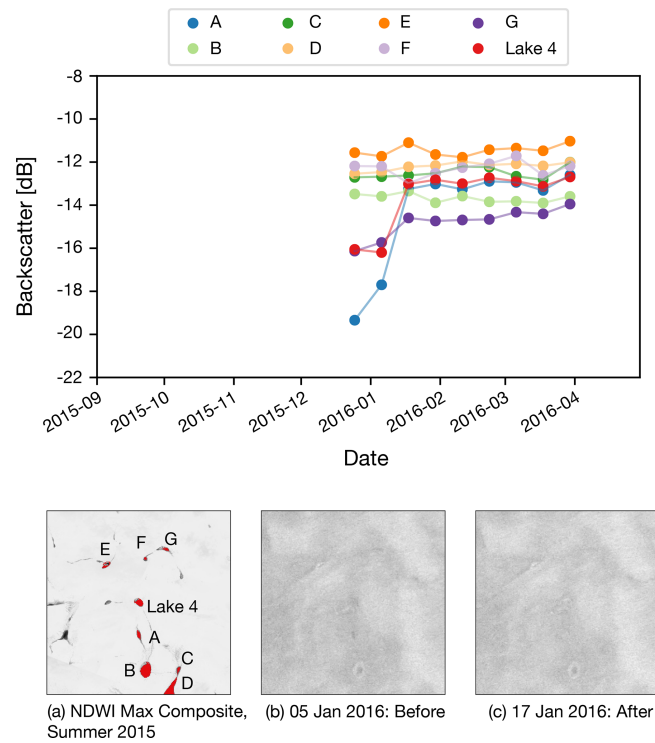 A C E G
B D F Lake 4
-8
-10
-12
-14
-16
-18
-20
-22
Backscatter [dB]
2015-09 2015-10 2015-11 2015-12 2016-01 2016-02 2016-03 2016-04
Date
E F G
Lake 4
A
B C
D
(a) NDWI Max Composite,
Summer 2015
(b) 05 Jan 2016: Before
(c) 17 Jan 2016: After